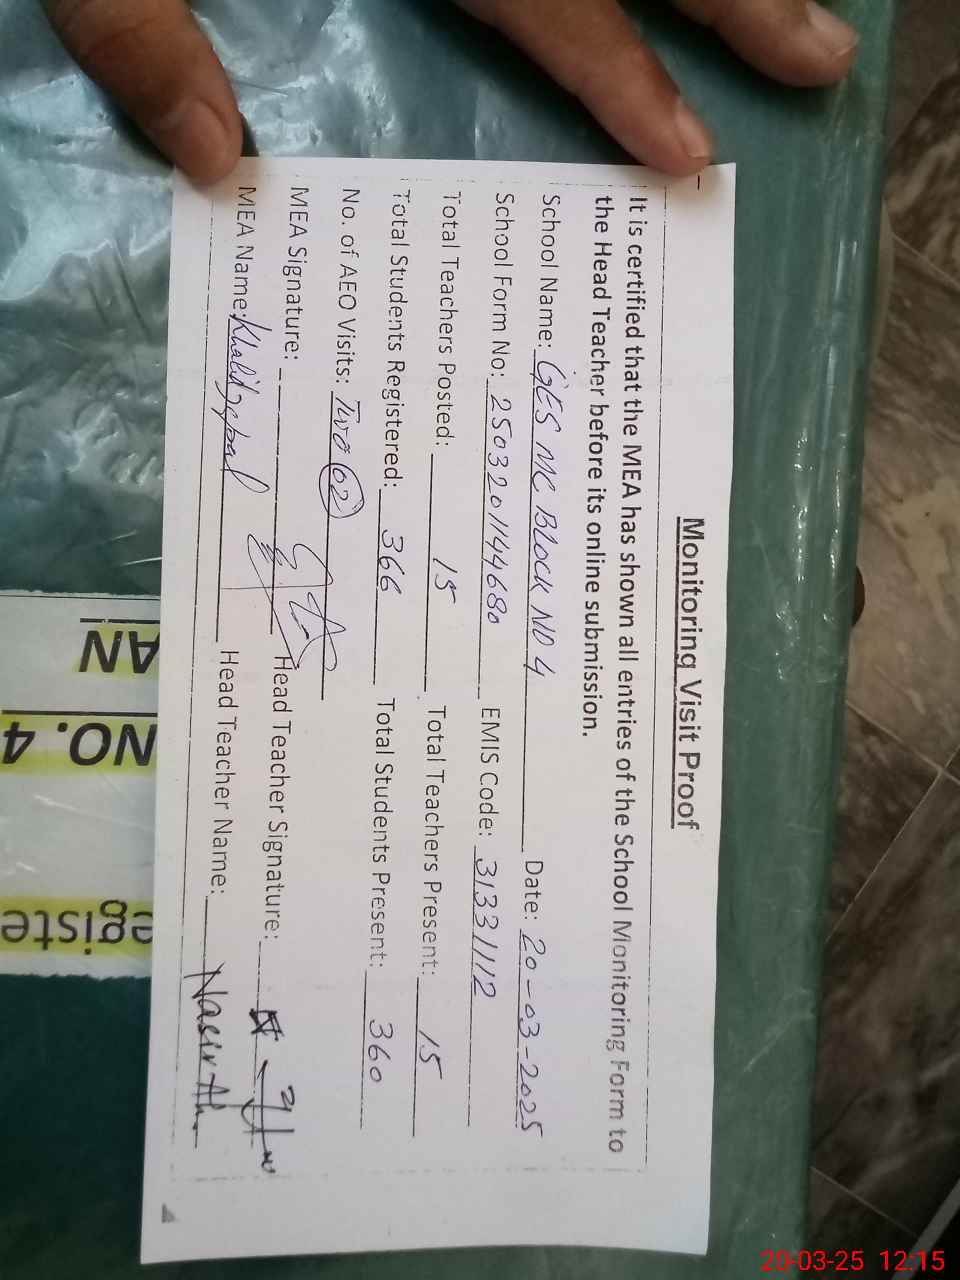 Monitoring Visit Proof
It is certified that the MEA has shown all entries of the School Monitoring Form to
the Head Teacher before its online submission.
School Name: GES MC Block NO 4 Date: 20-03-2025
School Form No: 2503201144680 EMIS Code: 31331112
Total Teachers Posted: 15 Total Teachers Present: 15
Total Students Registered: 366 Total Students Present: 360
No. of AEO Visits: Two 02
MEA Signature: Head Teacher Signature:
MEA Name: Khalid Head Teacher Name: Nasir
AN
NO. 4
egiste
20-03-25 12:15